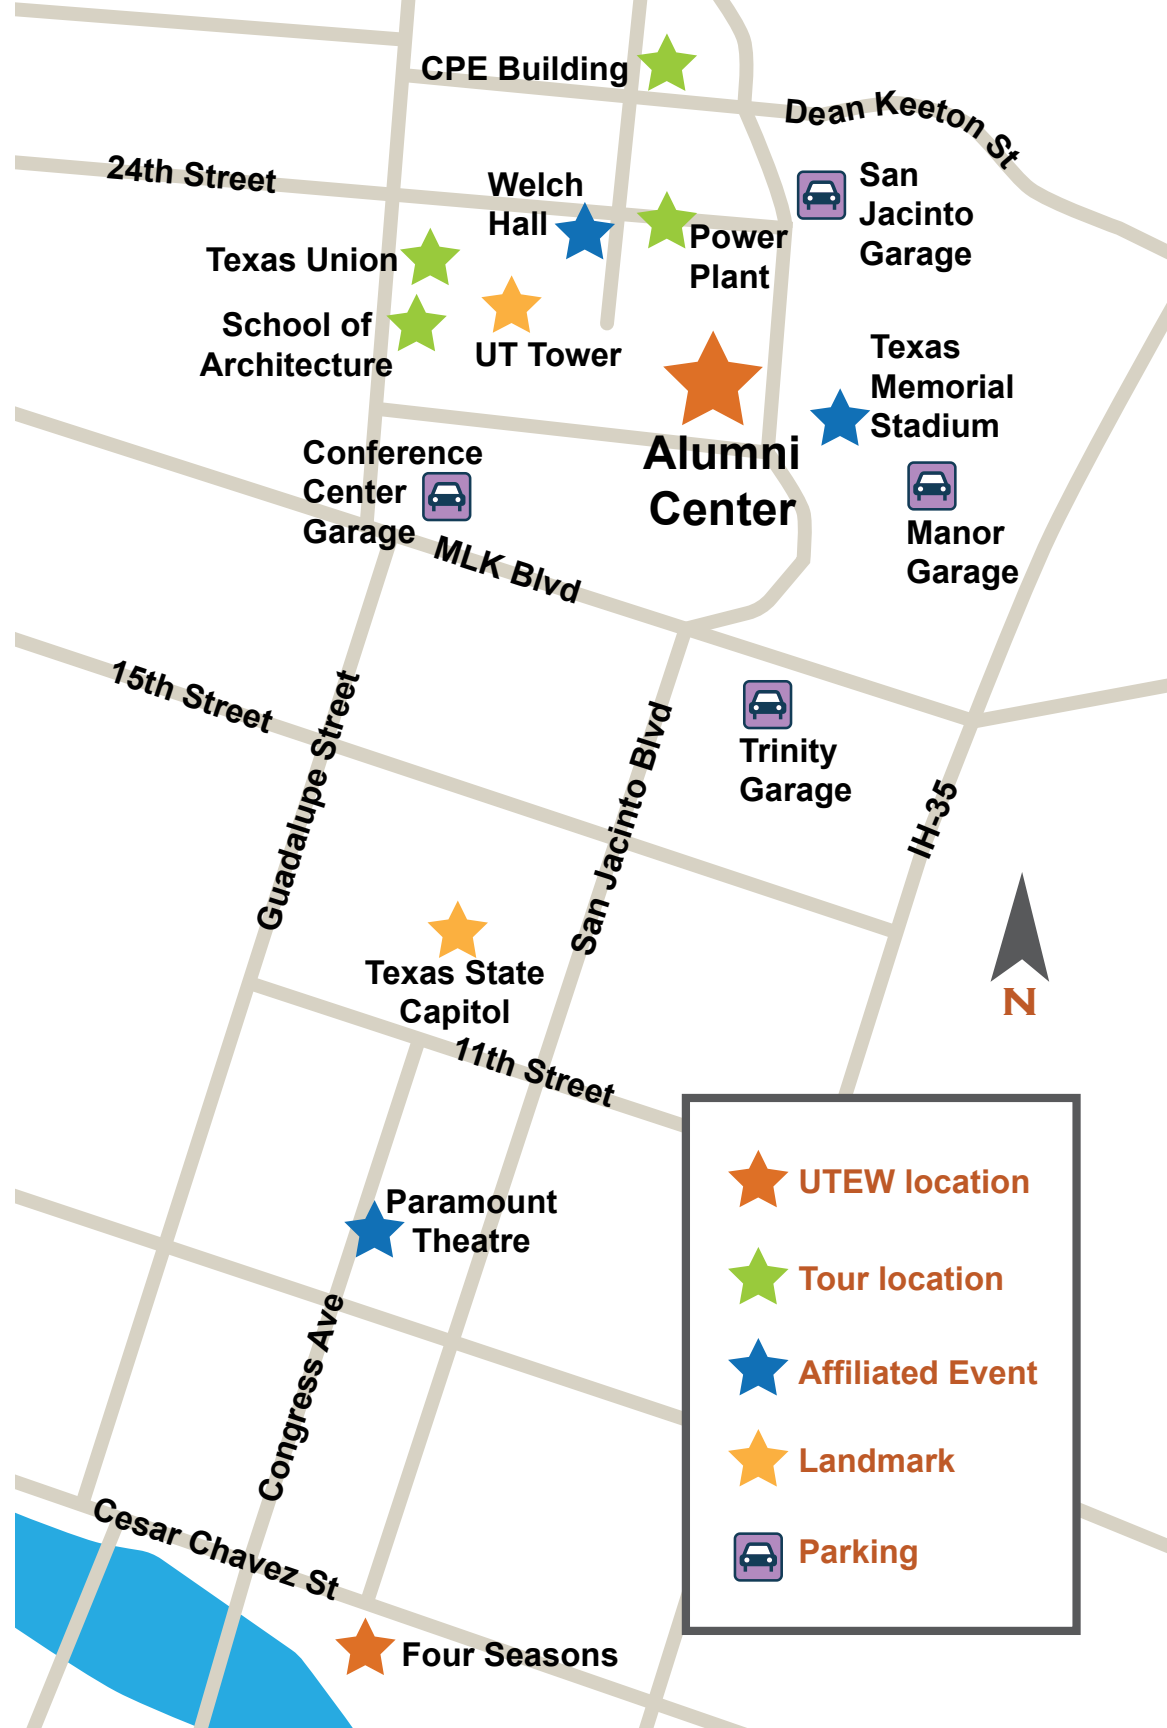 CPE Building
Dean Keeton St
24th Street
Welch
Hall
San
Jacinto
Garage
Power
Plant
Texas Union
School of
Architecture
UT Tower
Texas
Memorial
Stadium
Alumni
Center
Conference
Center
Garage
Manor
Garage
MLK Blvd
15th Street
Guadalupe Street
San Jacinto Blvd
Trinity
Garage
IH-35
Texas State
Capitol
N
11th Street
Paramount
Theatre
Congress Ave
Cesar Chavez St
Four Seasons
UTEW location
Tour location
Affiliated Event
Landmark
Parking